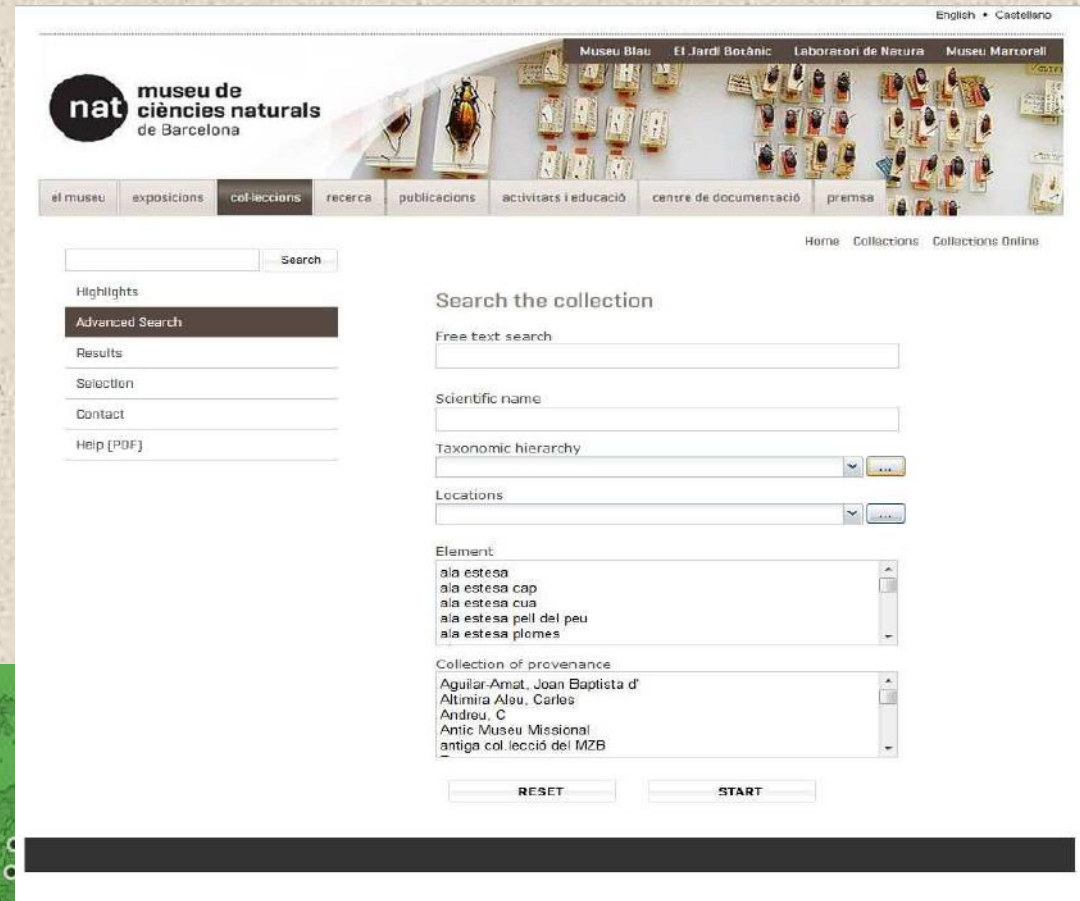 English • Castellano
Museu Blau El Jardí Botànic Laboratori de Natura Museu Martorell
nat
museu de
ciències naturals
de Barcelona
el museu exposicions col·leccions recerca publicacions activitats i educació centre de documentació premsa
Home Collections Collections Online
Search
Highlights
Advanced Search
Results
Selection
Contact
Help [PDF]
Search the collection
Free text search
Scientific name
Taxonomic hierarchy
...
Locations
...
Element
ala estesa
ala estesa cap
ala estesa cua
ala estesa pell del peu
ala estesa plomes
Collection of provenance
Aguilar-Amat, Joan Baptista d'
Altimira Aleu, Carles
Andreu, C
Antic Museu Missional
antiga col.lecció del MZB
RESET START